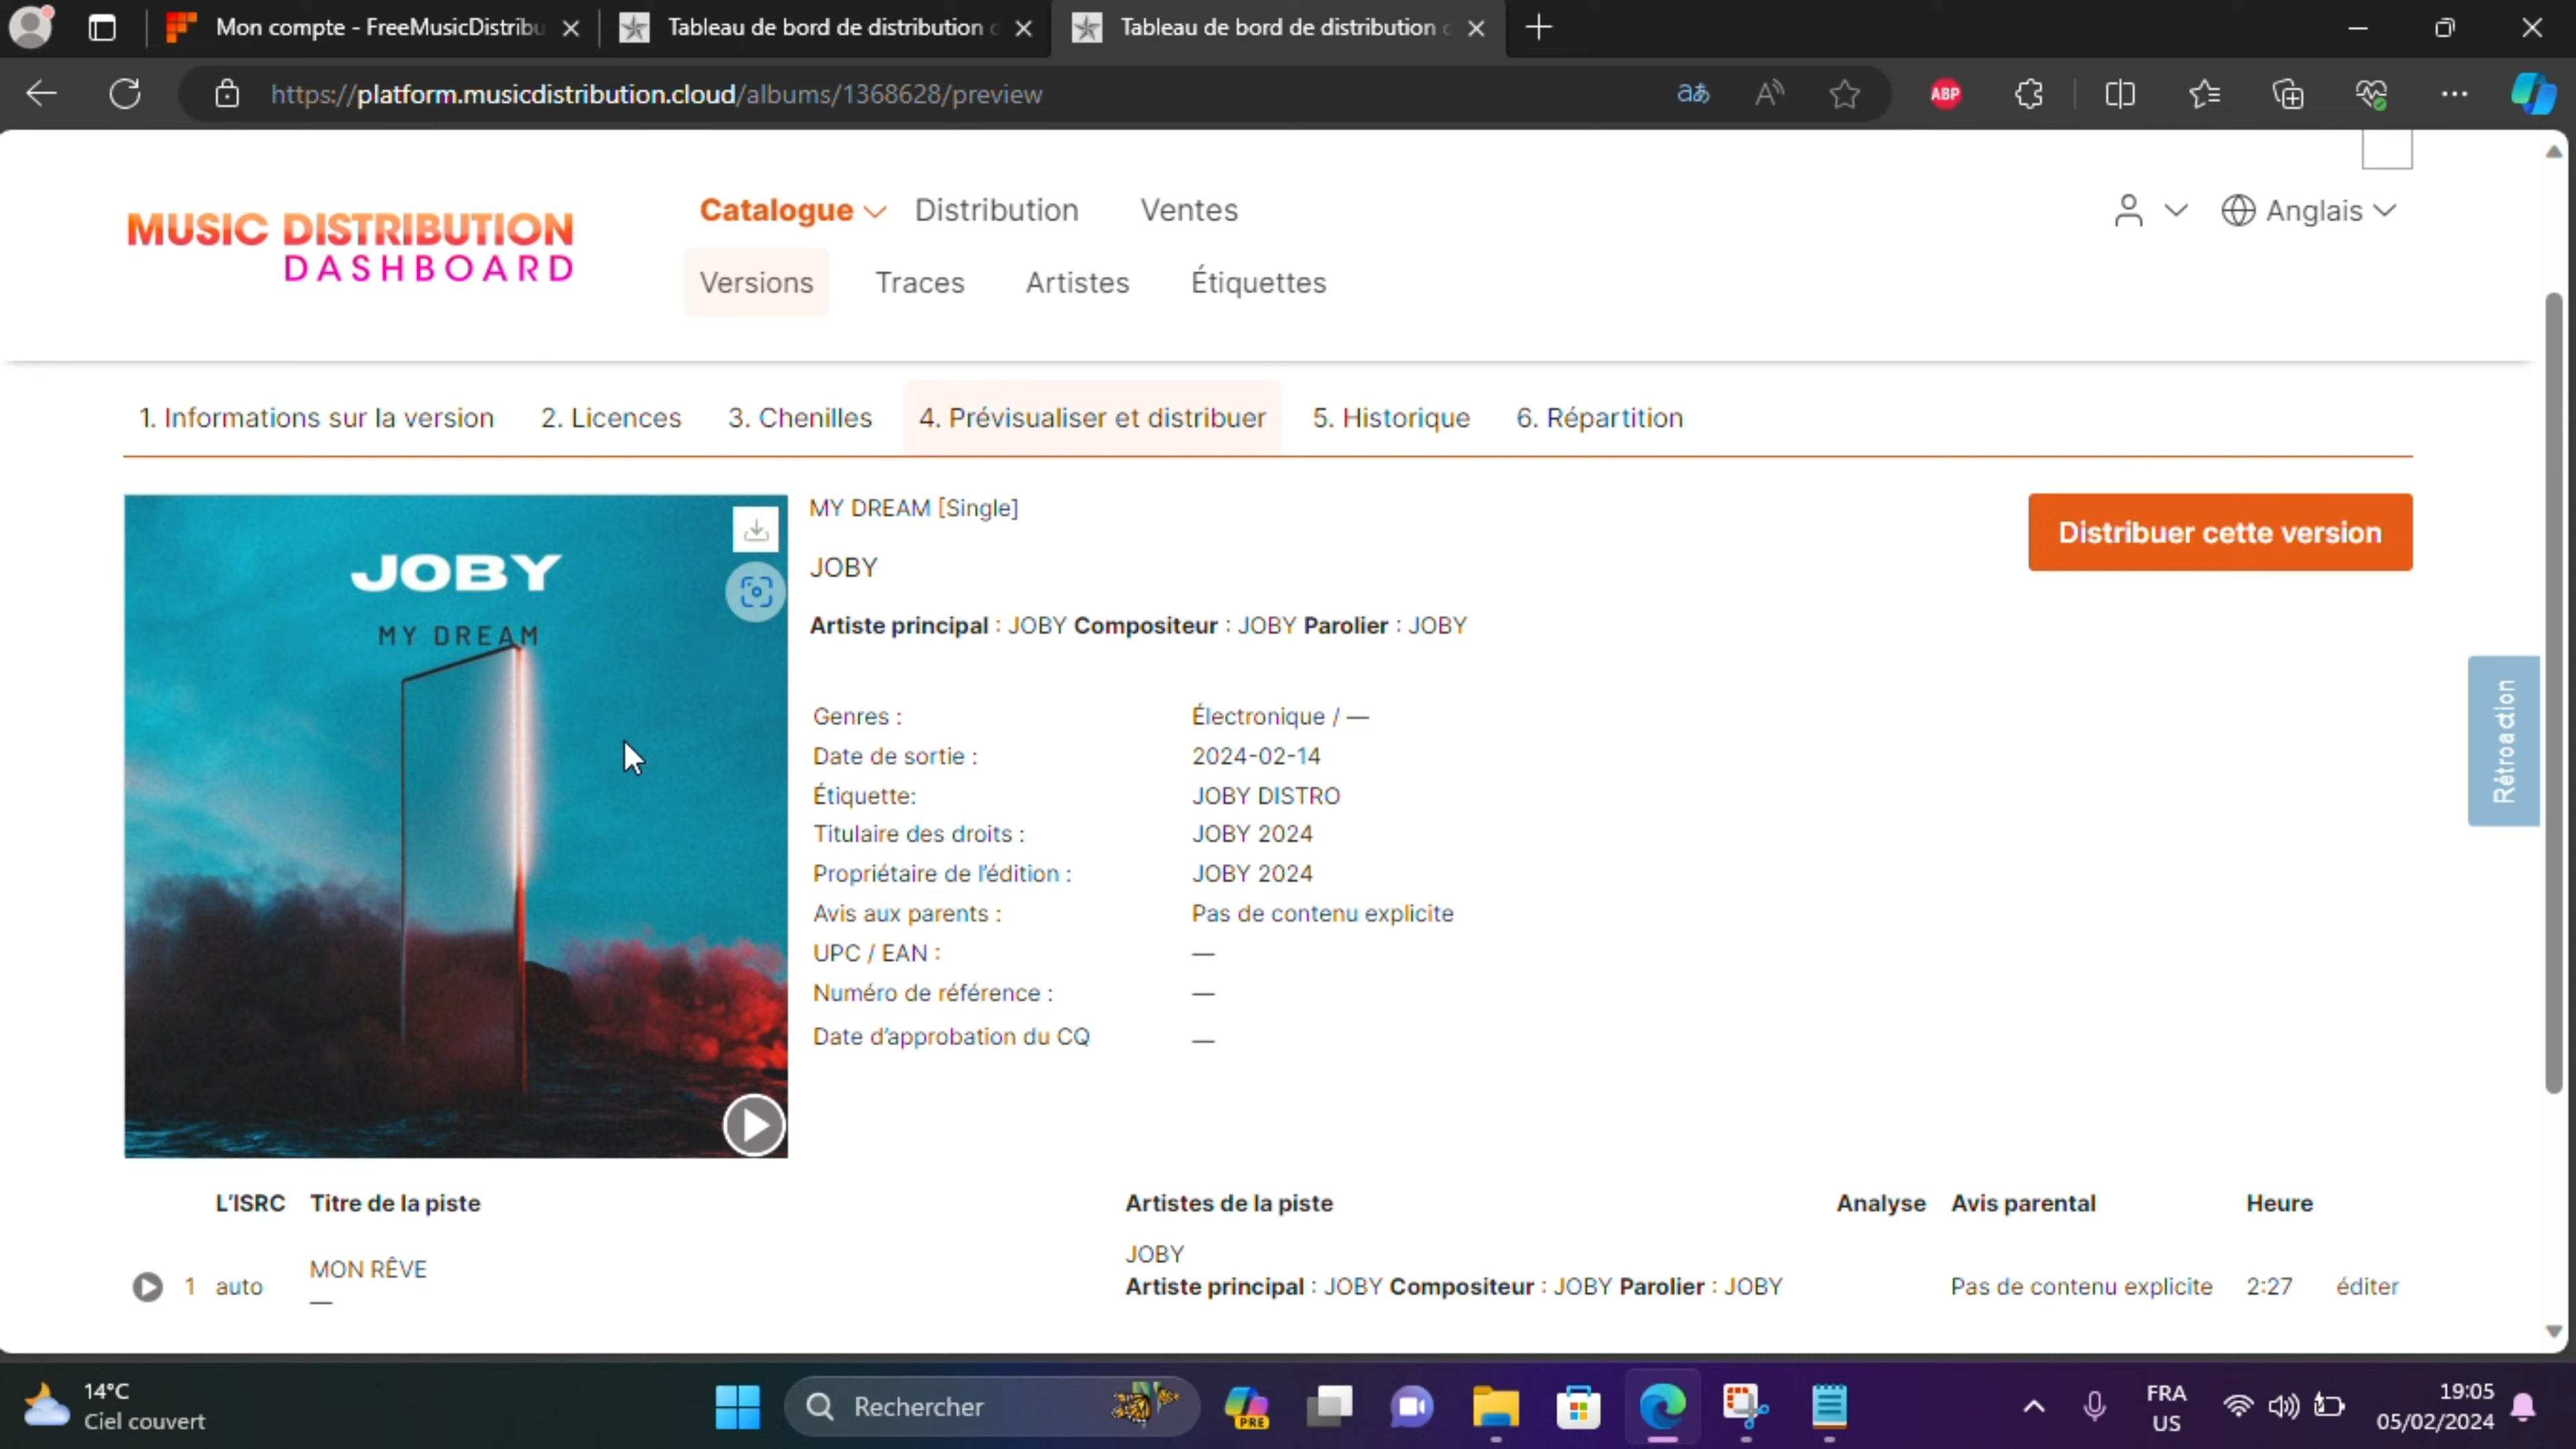 Mon compte - FreeMusicDistribu
Tableau de bord de distribution
Tableau de bord de distribution
https://platform.musicdistribution.cloud/albums/1368628/preview
ABP
MUSIC DISTRIBUTION
DASHBOARD
Catalogue
Distribution
Ventes
Anglais
Versions
Traces
Artistes
Étiquettes
1. Informations sur la version
2. Licences
3. Chenilles
4. Prévisualiser et distribuer
5. Historique
6. Répartition
JOBY
MY DREAM
MY DREAM [Single]
Distribuer cette version
JOBY
Artiste principal : JOBY Compositeur : JOBY Parolier : JOBY
Genres : Électronique / —
Date de sortie : 2024-02-14
Étiquette: JOBY DISTRO
Titulaire des droits : JOBY 2024
Propriétaire de l'édition : JOBY 2024
Avis aux parents : Pas de contenu explicite
UPC / EAN : —
Numéro de référence : —
Date d'approbation du CQ —
Rétroaction
L'ISRC Titre de la piste Artistes de la piste Analyse Avis parental Heure
JOBY
MON RÊVE
1 auto Artiste principal : JOBY Compositeur : JOBY Parolier : JOBY Pas de contenu explicite 2:27 éditer
—
14°C
Ciel couvert
Rechercher
PRE
FRA
US
19:05
05/02/2024